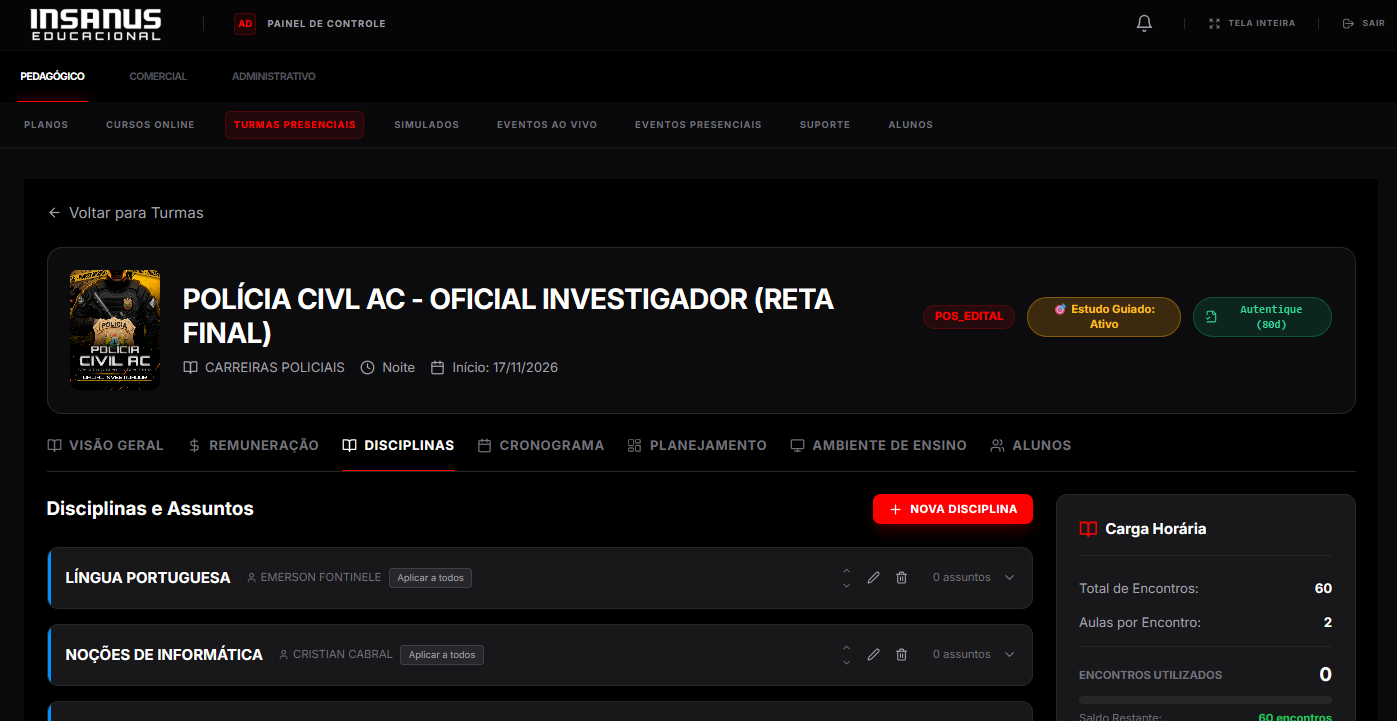 INSANUS
EDUCACIONAL
AD PAINEL DE CONTROLE
TELA INTEIRA
SAIR
PEDAGÓGICO COMERCIAL ADMINISTRATIVO
PLANOS CURSOS ONLINE TURMAS PRESENCIAIS SIMULADOS EVENTOS AO VIVO EVENTOS PRESENCIAIS SUPORTE ALUNOS
← Voltar para Turmas
POLÍCIA
POLÍCIA
CIVIL AC
POLÍCIA CIVL AC - OFICIAL INVESTIGADOR (RETA
FINAL)
CARREIRAS POLICIAIS Noite Início: 17/11/2026
POS_EDITAL
🎯 Estudo Guiado:
Ativo
Autentique
(80d)
VISÃO GERAL $ REMUNERAÇÃO DISCIPLINAS CRONOGRAMA PLANEJAMENTO AMBIENTE DE ENSINO ALUNOS
Disciplinas e Assuntos
+ NOVA DISCIPLINA
LÍNGUA PORTUGUESA EMERSON FONTINELE Aplicar a todos 0 assuntos
NOÇÕES DE INFORMÁTICA CRISTIAN CABRAL Aplicar a todos 0 assuntos
Carga Horária
Total de Encontros: 60
Aulas por Encontro: 2
ENCONTROS UTILIZADOS 0
Saldo Restante: 60 encontros